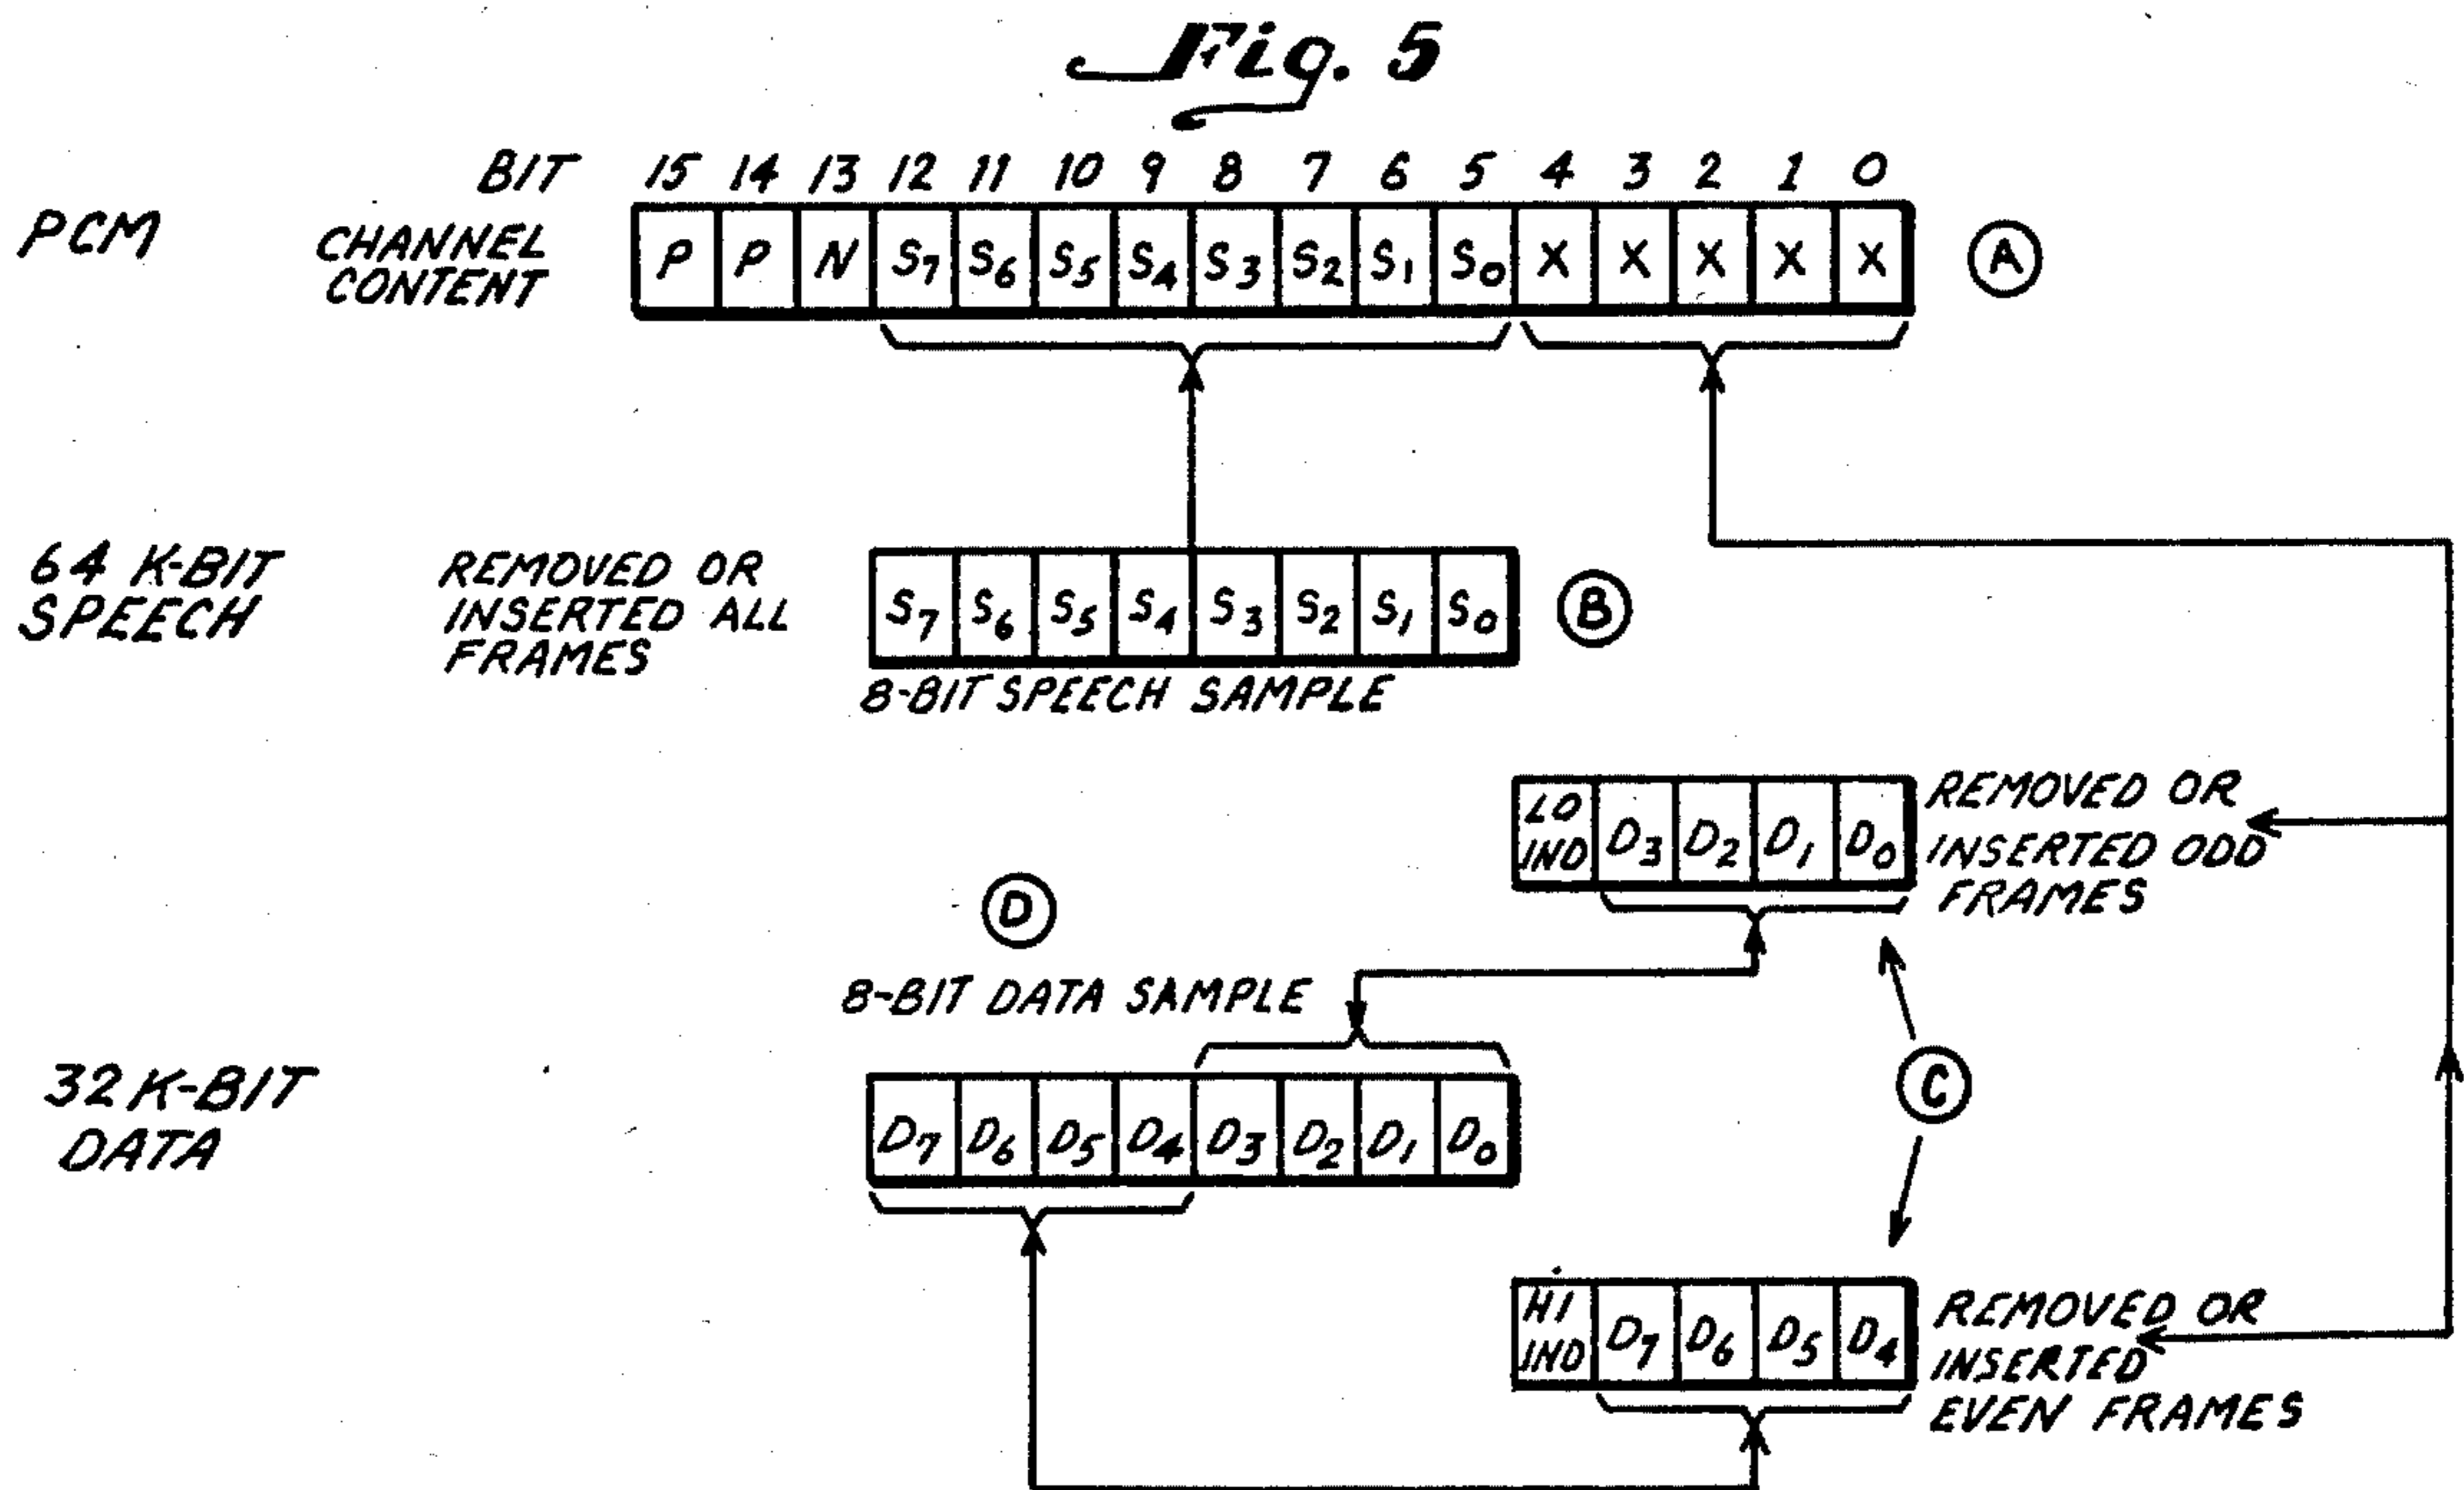 Fig. 5
BIT 15 14 13 12 11 10 9 8 7 6 5 4 3 2 1 0
PCM
CHANNEL
CONTENT
P P N S7 S6 S5 S4 S3 S2 S1 S0 X X X X X
A
64 K-BIT
SPEECH
REMOVED OR
INSERTED ALL
FRAMES
S7 S6 S5 S4 S3 S2 S1 S0
B
8-BIT SPEECH SAMPLE
LO
IND
D3 D2 D1 D0
REMOVED OR
INSERTED ODD
FRAMES
D
8-BIT DATA SAMPLE
C
32 K-BIT
DATA
D7 D6 D5 D4 D3 D2 D1 D0
HI
IND
D7 D6 D5 D4
REMOVED OR
INSERTED
EVEN FRAMES